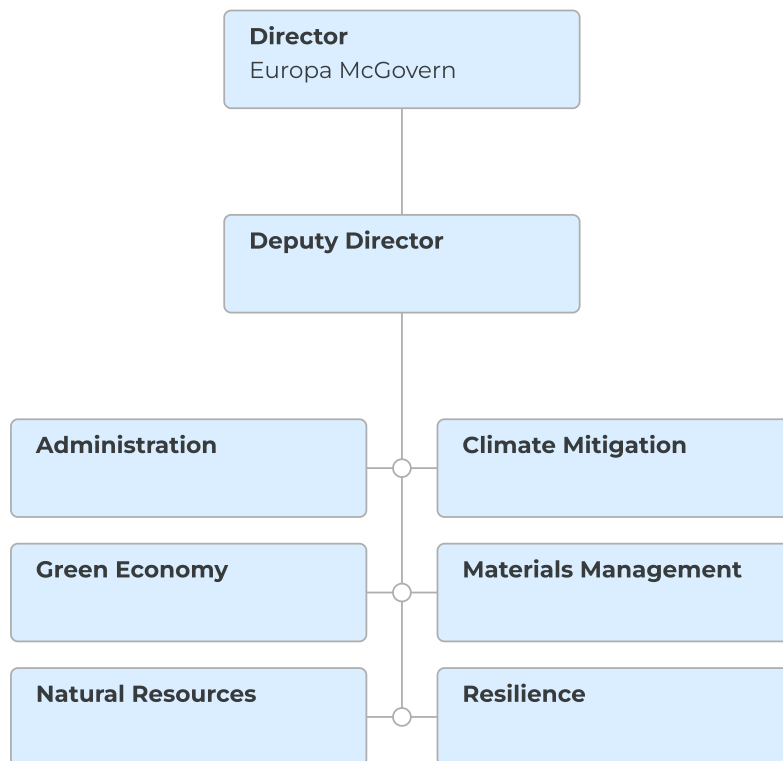 Director
Europa McGovern
Deputy Director
Administration
Climate Mitigation
Green Economy
Materials Management
Natural Resources
Resilience